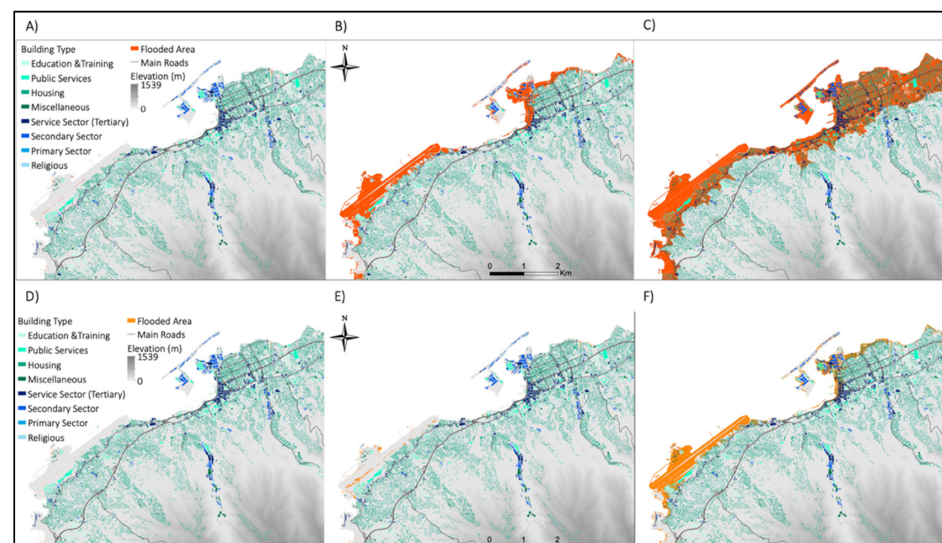 A)
B)
C)
Building Type
Education &Training
Public Services
Housing
Miscellaneous
Service Sector (Tertiary)
Secondary Sector
Primary Sector
Religious
Flooded Area
Main Roads
Elevation (m)
1539
0
N
0 1 2
Km
D)
E)
F)
Building Type
Education &Training
Public Services
Housing
Miscellaneous
Service Sector (Tertiary)
Secondary Sector
Primary Sector
Religious
Flooded Area
Main Roads
Elevation (m)
1539
0
N
0 1 2